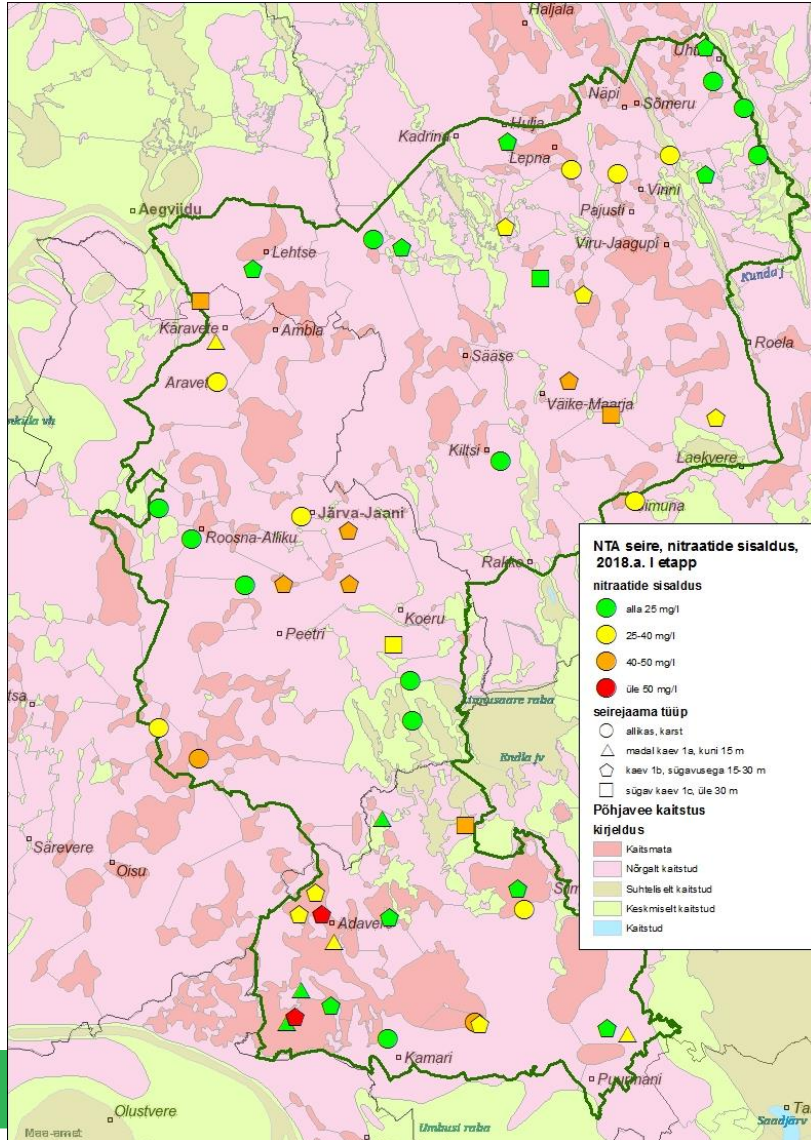 Haljala
Näpi
Sõmeru
Kadrina
Hulja
Lepna
Vinni
Aegviidu
Pajusti
Viru-Jaagupi
Lehtse
Kunda j
Käravete
Ambla
Sääse
Roela
Väike-Maarja
Kiltsi
Laekvere
Järva-Jaani
Roosna-Alliku
Rakke
Koeru
Peetri
Endla jv
Särevere
Oisu
Kamari
Puurmani
Olustvere
Umbusi raba
Saadjärv
Maa-amet
NTA seire, nitraatide sisaldus,
2018.a. I etapp
nitraatide sisaldus
alla 25 mg/l
25-40 mg/l
40-50 mg/l
üle 50 mg/l
seirejaama tüüp
allikas, karst
madal kaev 1a, kuni 15 m
kaev 1b, sügavusega 15-30 m
sügav kaev 1c, üle 30 m
Põhjavee kaitstus
kirjeldus
Kaitsmata
Nõrgalt kaitstud
Suhteliselt kaitstud
Keskmiselt kaitstud
Kaitstud